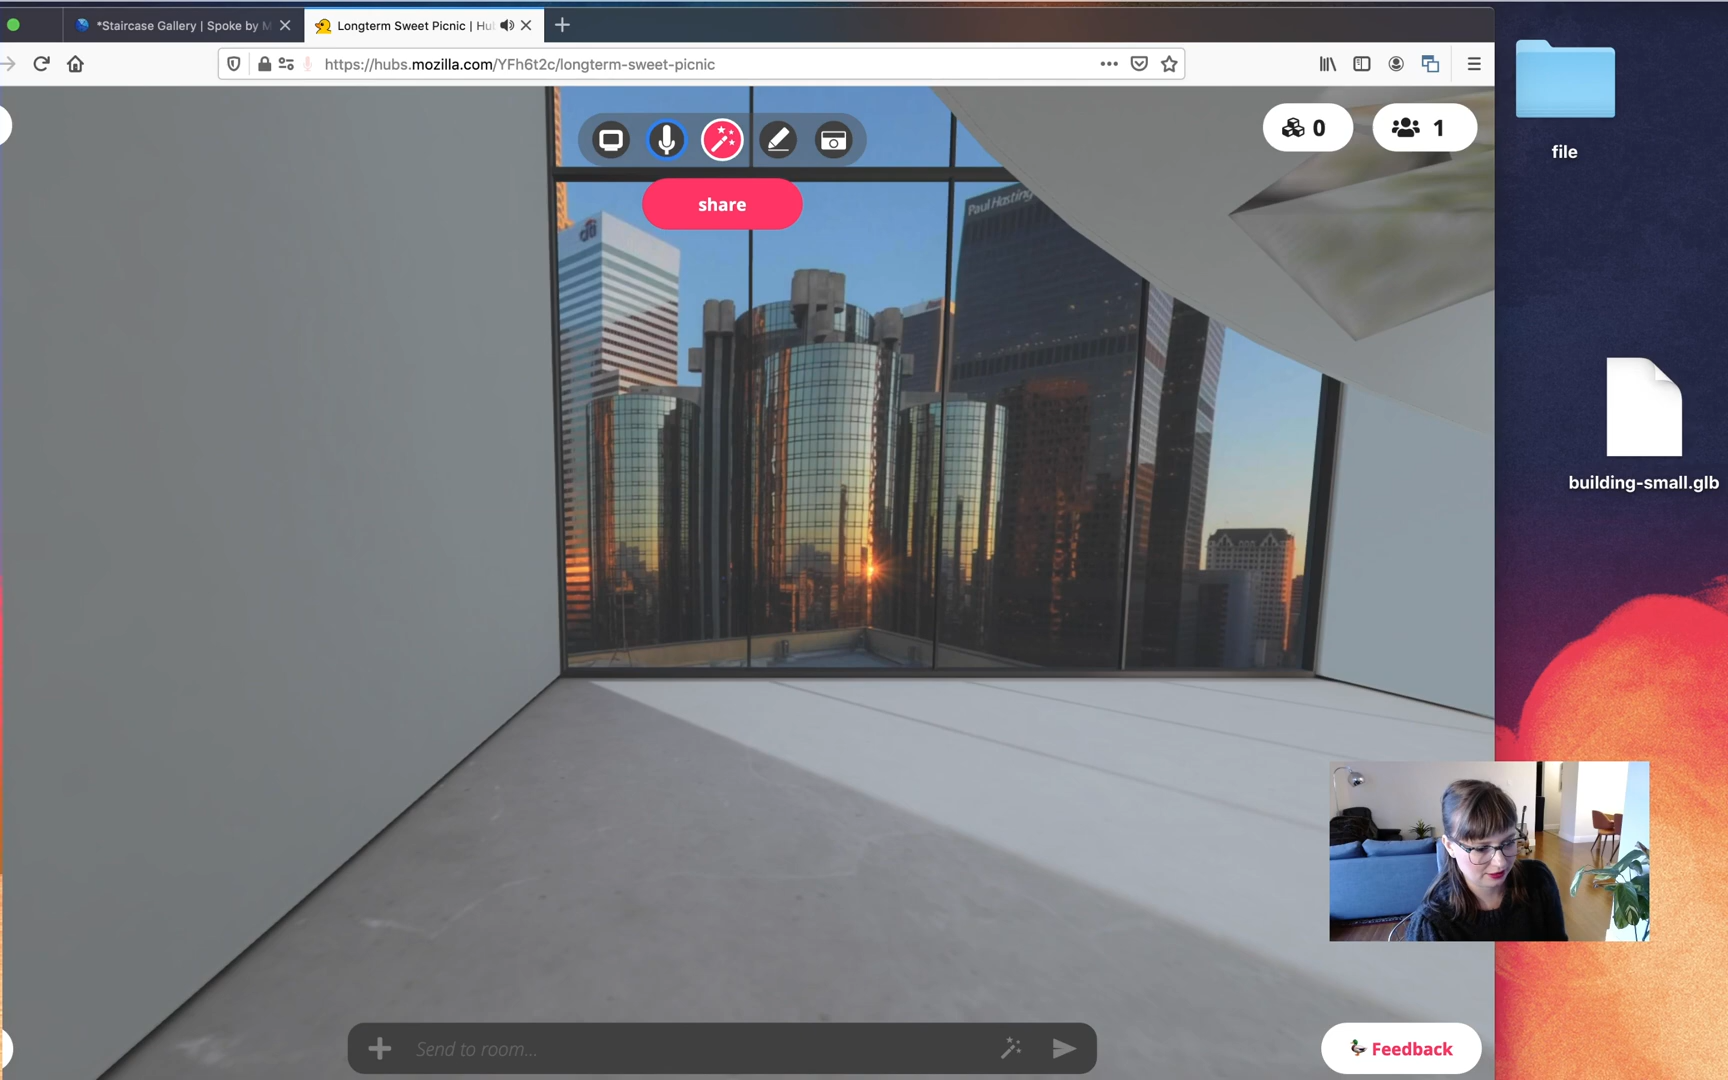 *Staircase Gallery | Spoke by M
Longterm Sweet Picnic | Hu
https://hubs.mozilla.com/YFh6t2c/longterm-sweet-picnic
0
1
file
share
citi
Paul Hastings
building-small.glb
Send to room...
Feedback